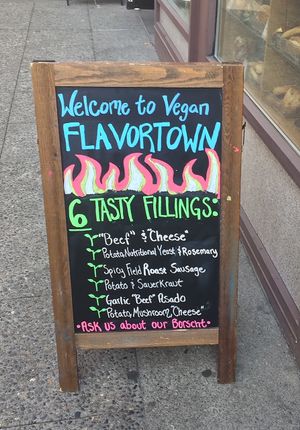 Welcome to Vegan
FLAVORTOWN
6 TASTY FILLINGS:
"Beef" & "Cheese"
Potato, Nutritional Yeast & Rosemary
Spicy Field Roast Sausage
Potato & Sauerkraut
Garlic "Beef" Asado
Potato, Mushroom, "Cheese"
•Ask us about our Borscht•